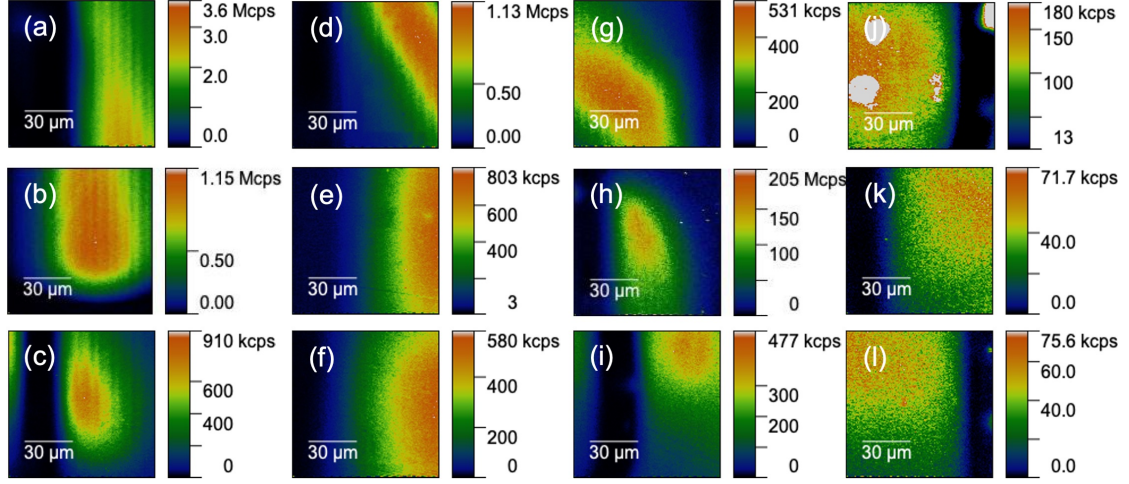 (a)
3.6 Mcps
3.0
2.0
0.0
30 µm
(d)
1.13 Mcps
0.50
0.00
30 µm
(g)
531 kcps
400
200
0
30 µm
(j)
180 kcps
150
100
13
30 µm
(b)
1.15 Mcps
0.50
0.00
30 µm
(e)
803 kcps
600
400
3
30 µm
(h)
205 Mcps
150
100
0
30 µm
(k)
71.7 kcps
40.0
0.0
30 µm
(c)
910 kcps
600
400
0
30 µm
(f)
580 kcps
400
200
0
30 µm
(i)
477 kcps
300
200
0
30 µm
(l)
75.6 kcps
40.0
0.0
30 µm